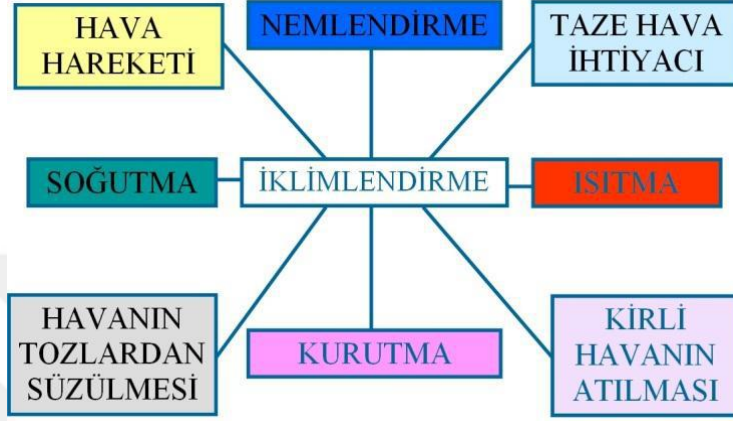 HAVA
HAREKETİ
NEMLENDİRME
TAZE HAVA
İHTİYACI
SOĞUTMA
İKLİMLENDİRME
ISITMA
HAVANIN
TOZLARDAN
SÜZÜLMESİ
KURUTMA
KİRLİ
HAVANIN
ATILMASI